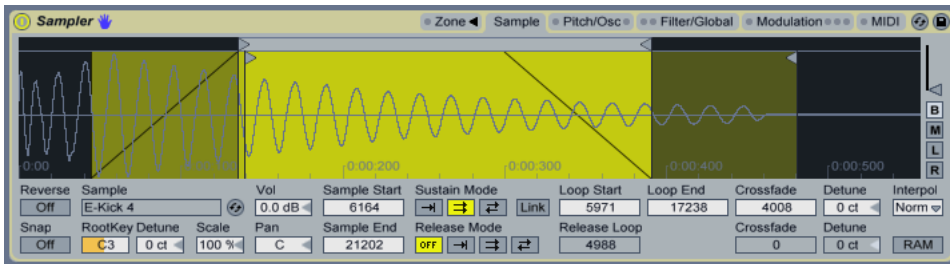 Sampler Zone Sample Pitch/Osc Filter/Global Modulation MIDI
B
M
L
R
0:00 0:00:200 0:00:300 0:00:400 0:00:500
Reverse Sample Vol Sample Start Sustain Mode Loop Start Loop End Crossfade Detune Interpol
Off E-Kick 4 0.0 dB 6164 Link 5971 17238 4008 0 ct Norm
Snap RootKey Detune Scale Pan Sample End Release Mode Release Loop Crossfade Detune
Off C3 0 ct 100 % C 21202 OFF 4988 0 0 ct RAM